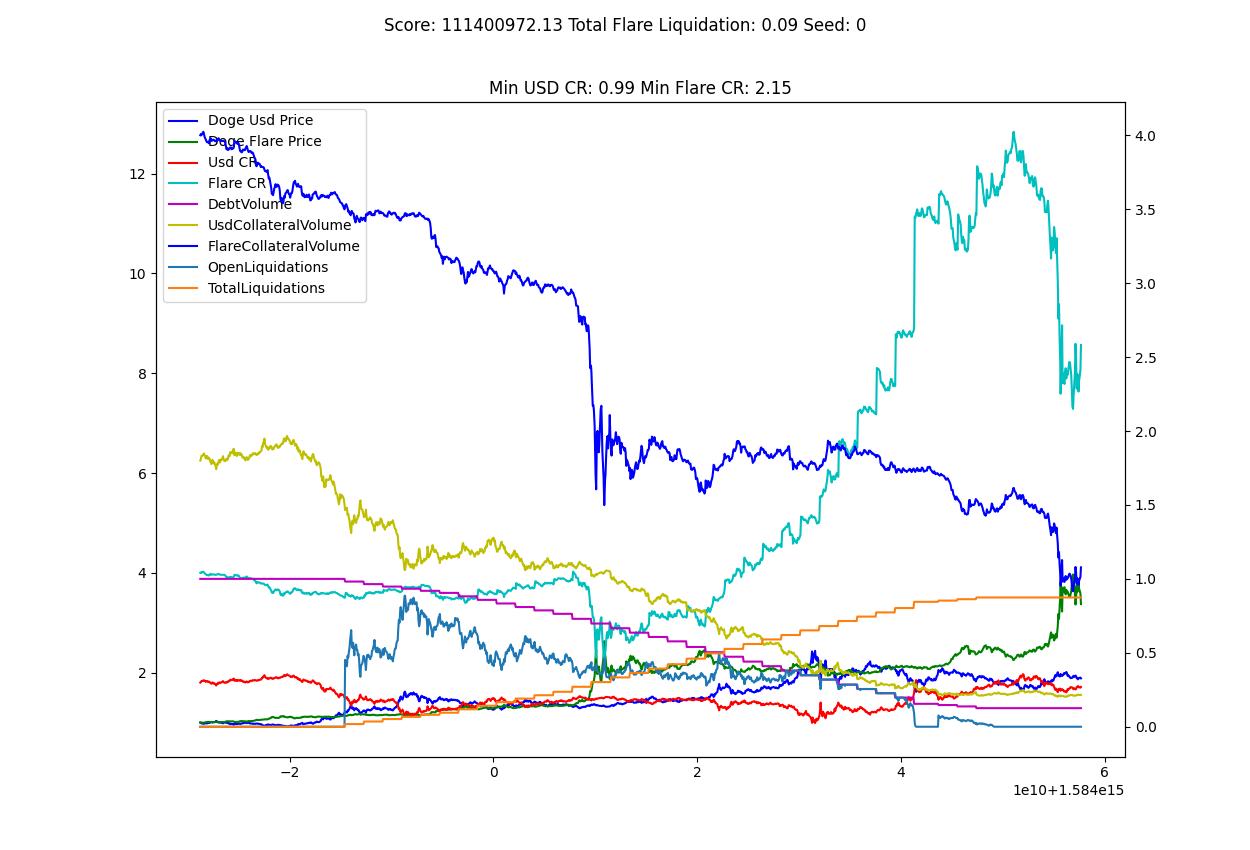 Score: 111400972.13 Total Flare Liquidation: 0.09 Seed: 0
Min USD CR: 0.99 Min Flare CR: 2.15
Doge Usd Price
Doge Flare Price
Usd CR
Flare CR
DebtVolume
UsdCollateralVolume
FlareCollateralVolume
OpenLiquidations
TotalLiquidations
12
10
8
6
4
2
4.0
3.5
3.0
2.5
2.0
1.5
1.0
0.5
0.0
−2 0 2 4 6
1e10+1.584e15